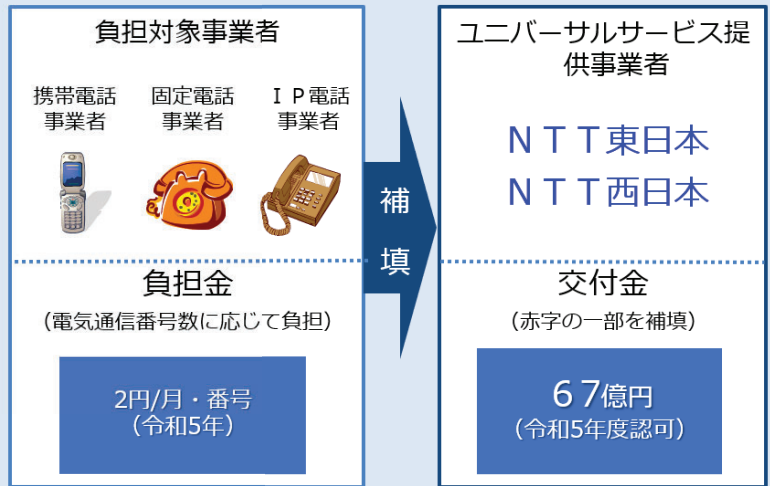 負担対象事業者
携帯電話
事業者
固定電話
事業者
ＩＰ電話
事業者
負担金
(電気通信番号数に応じて負担)
2円/月・番号
(令和5年)
補
填
ユニバーサルサービス提
供事業者
ＮＴＴ東日本
ＮＴＴ西日本
交付金
(赤字の一部を補填)
６７億円
(令和5年度認可)